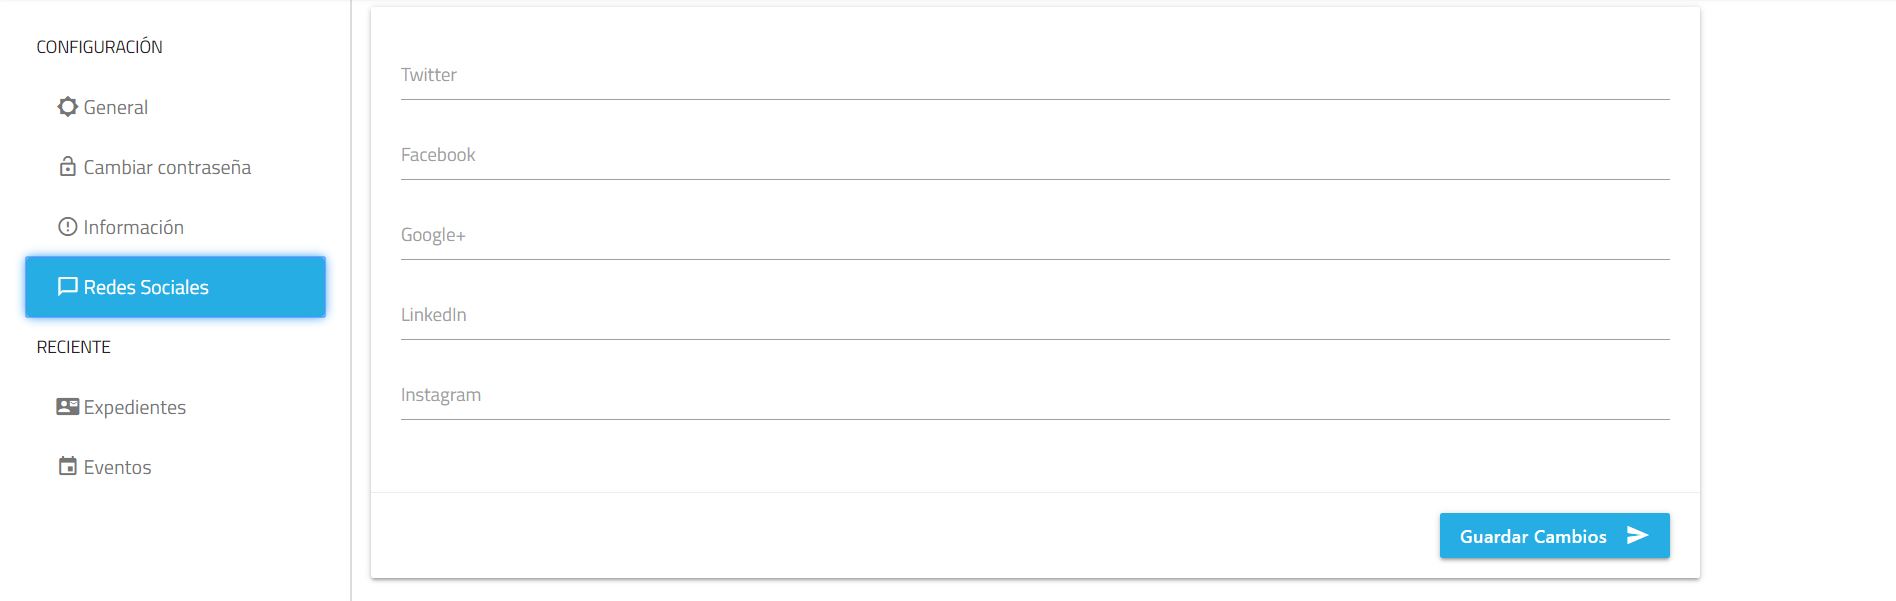 CONFIGURACIÓN
General
Cambiar contraseña
Información
Redes Sociales
RECIENTE
Expedientes
Eventos
Twitter
Facebook
Google+
LinkedIn
Instagram
Guardar Cambios